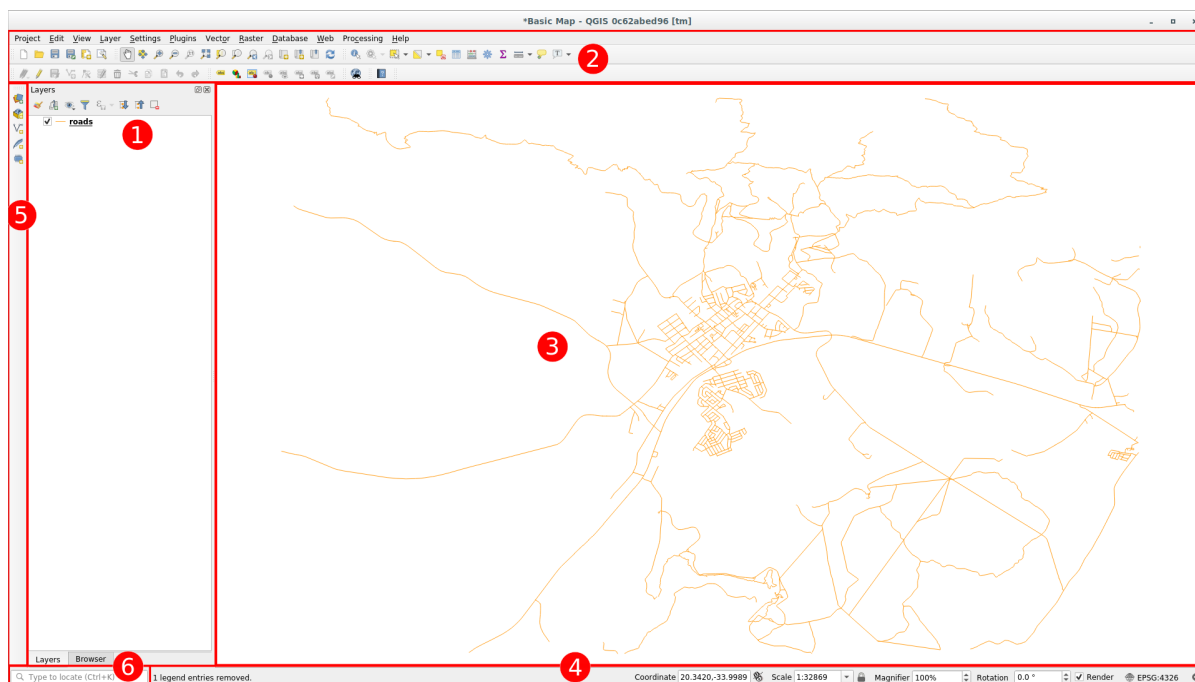 *Basic Map - QGIS 0c62abed96 [tm]
Project Edit View Layer Settings Plugins Vector Raster Database Web Processing Help
2
Layers
1
roads
5
3
Layers Browser
6
4
Type to locate (Ctrl+K)
1 legend entries removed.
Coordinate 20.3420,-33.9989 Scale 1:32869 Magnifier 100% Rotation 0.0 ° Render EPSG:4326